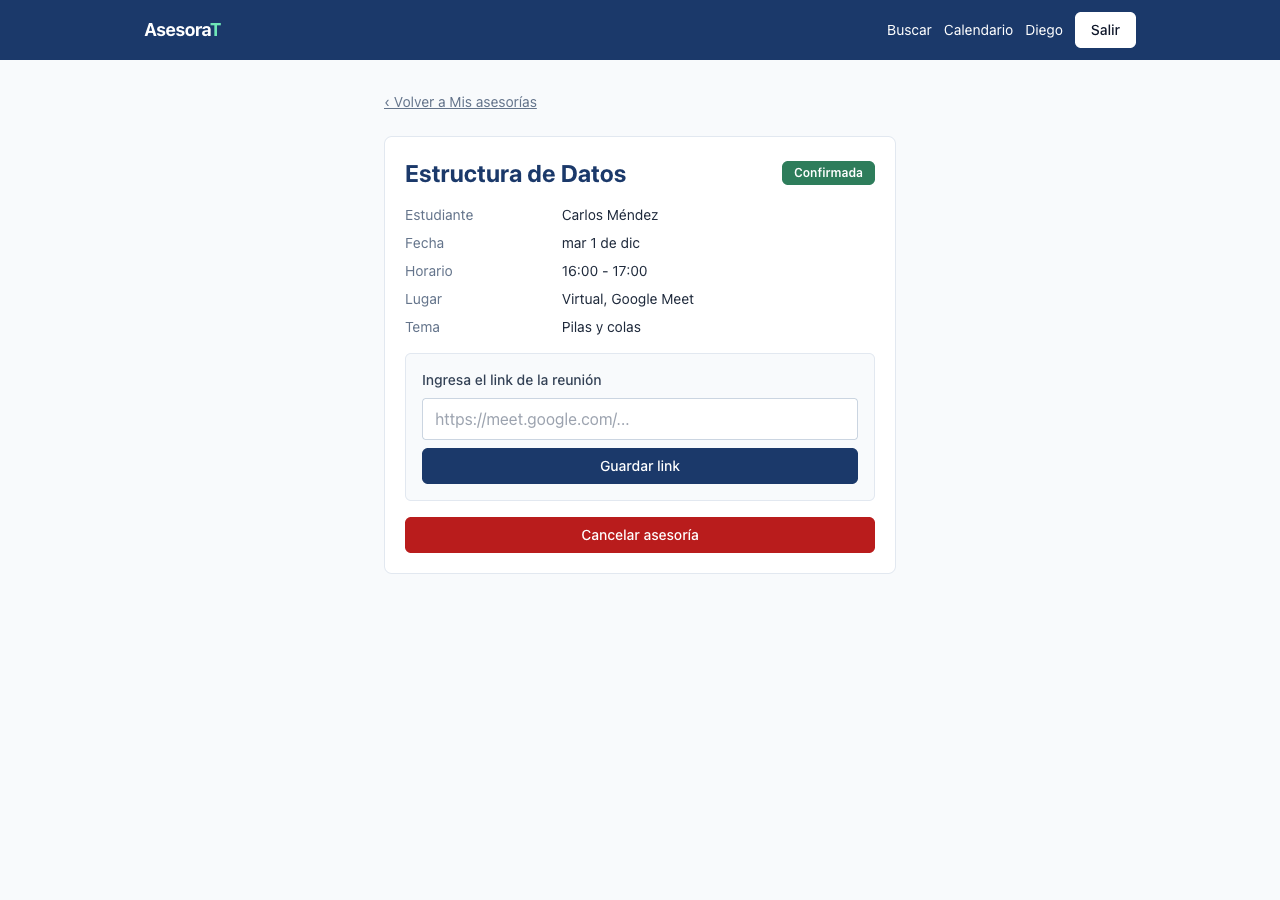 AsesoraT
Buscar Calendario Diego Salir
‹ Volver a Mis asesorías
Estructura de Datos Confirmada
Estudiante Carlos Méndez
Fecha mar 1 de dic
Horario 16:00 - 17:00
Lugar Virtual, Google Meet
Tema Pilas y colas
Ingresa el link de la reunión
https://meet.google.com/...
Guardar link
Cancelar asesoría